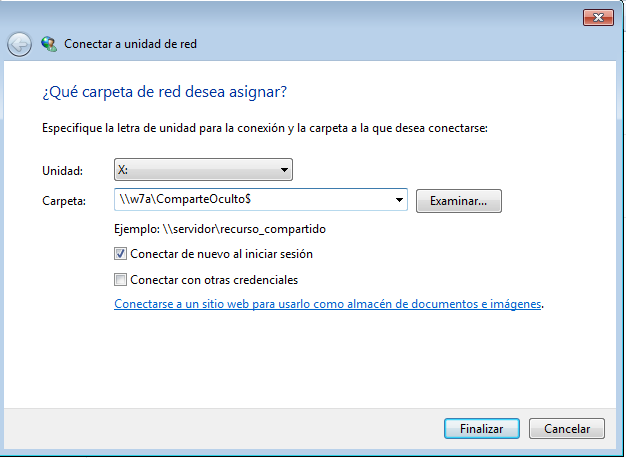 Conectar a unidad de red
¿Qué carpeta de red desea asignar?
Especifique la letra de unidad para la conexión y la carpeta a la que desea conectarse:
Unidad: X:
Carpeta: \\w7a\ComparteOculto$ Examinar...
Ejemplo: \\servidor\recurso_compartido
Conectar de nuevo al iniciar sesión
Conectar con otras credenciales
Conectarse a un sitio web para usarlo como almacén de documentos e imágenes.
Finalizar Cancelar